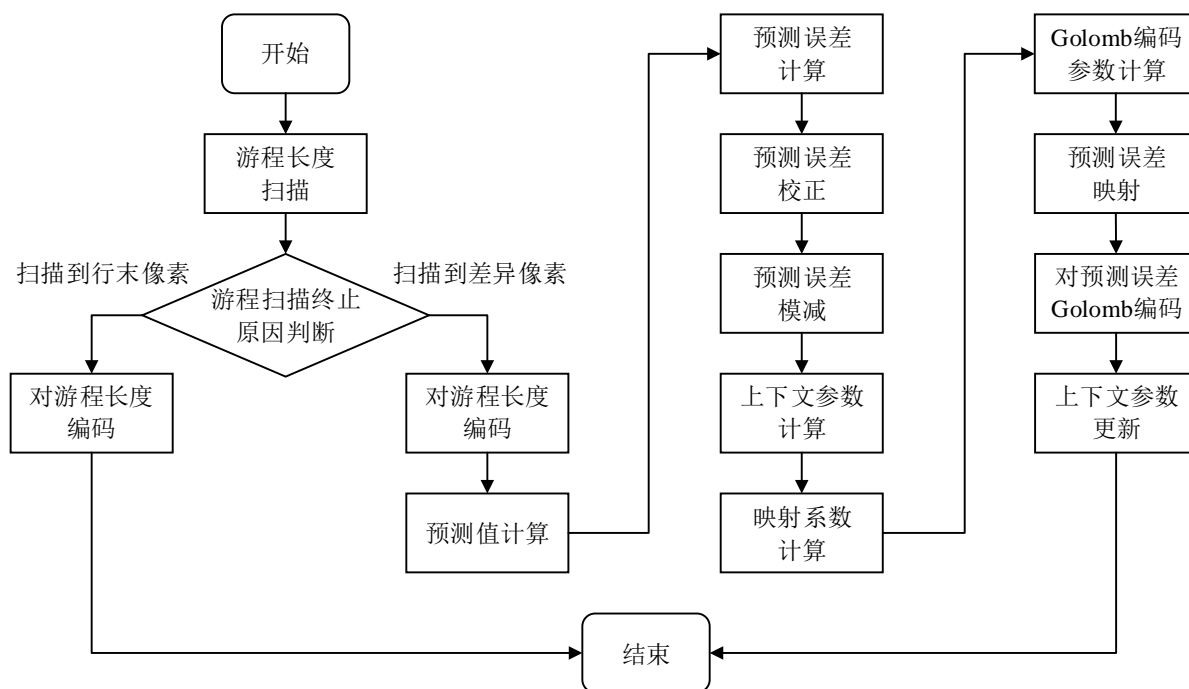 开始
游程长度
扫描
扫描到行末像素
扫描到差异像素
游程扫描终止
原因判断
对游程长度
编码
对游程长度
编码
预测值计算
预测误差
计算
预测误差
校正
预测误差
模减
上下文参数
计算
映射系数
计算
Golomb编码
参数计算
预测误差
映射
对预测误差
Golomb编码
上下文参数
更新
结束